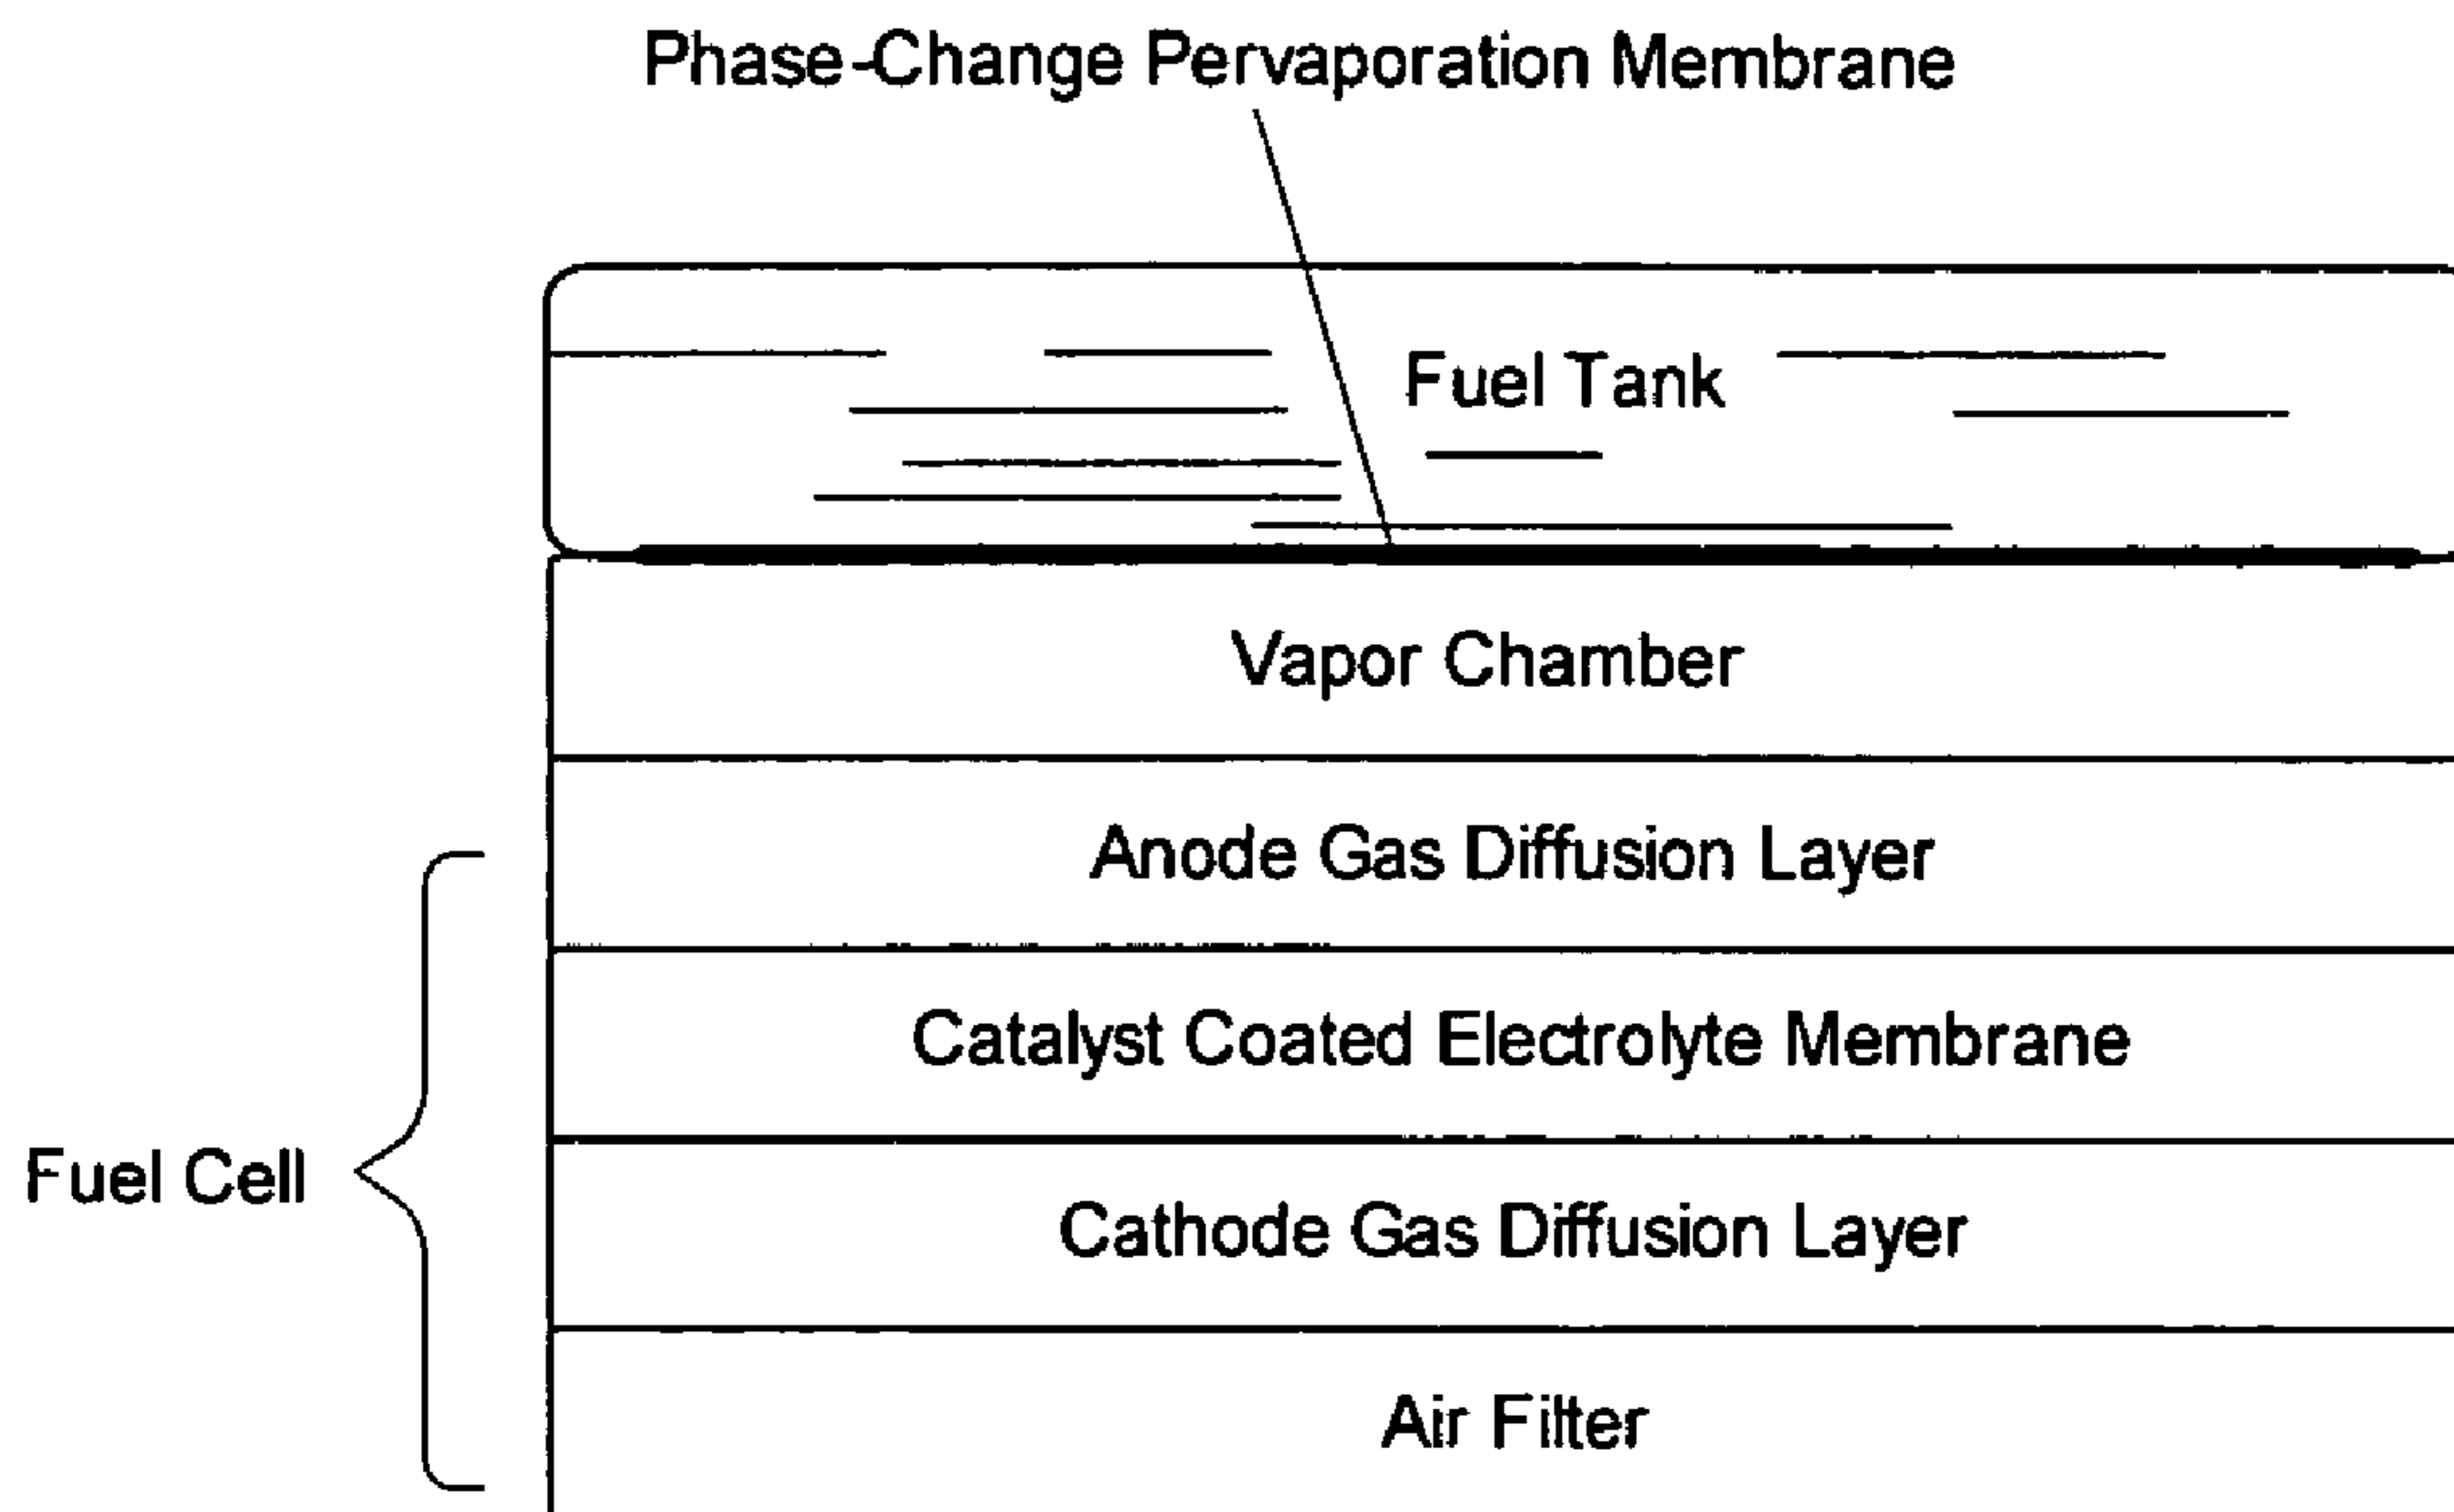 Phase-Change Pervaporation Membrane
Fuel Tank
Vapor Chamber
Anode Gas Diffusion Layer
Catalyst Coated Electrolyte Membrane
Fuel Cell
Cathode Gas Diffusion Layer
Air Filter